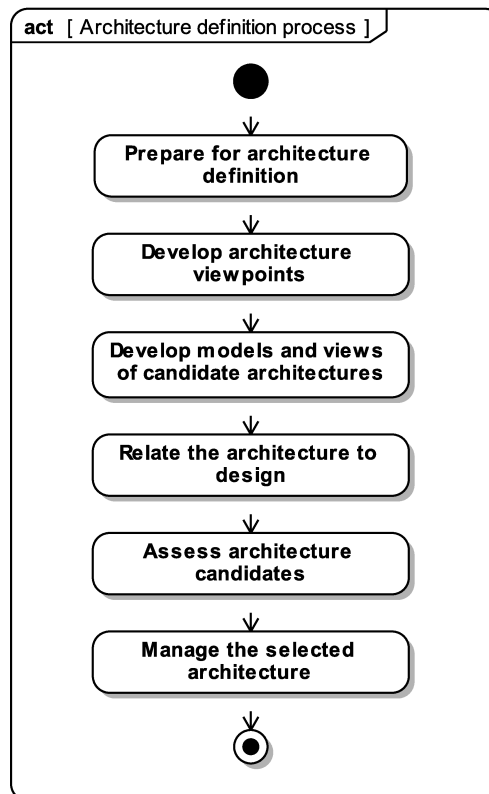 act [ Architecture definition process ]
Prepare for architecture
definition
Develop architecture
viewpoints
Develop models and views
of candidate architectures
Relate the architecture to
design
Assess architecture
candidates
Manage the selected
architecture